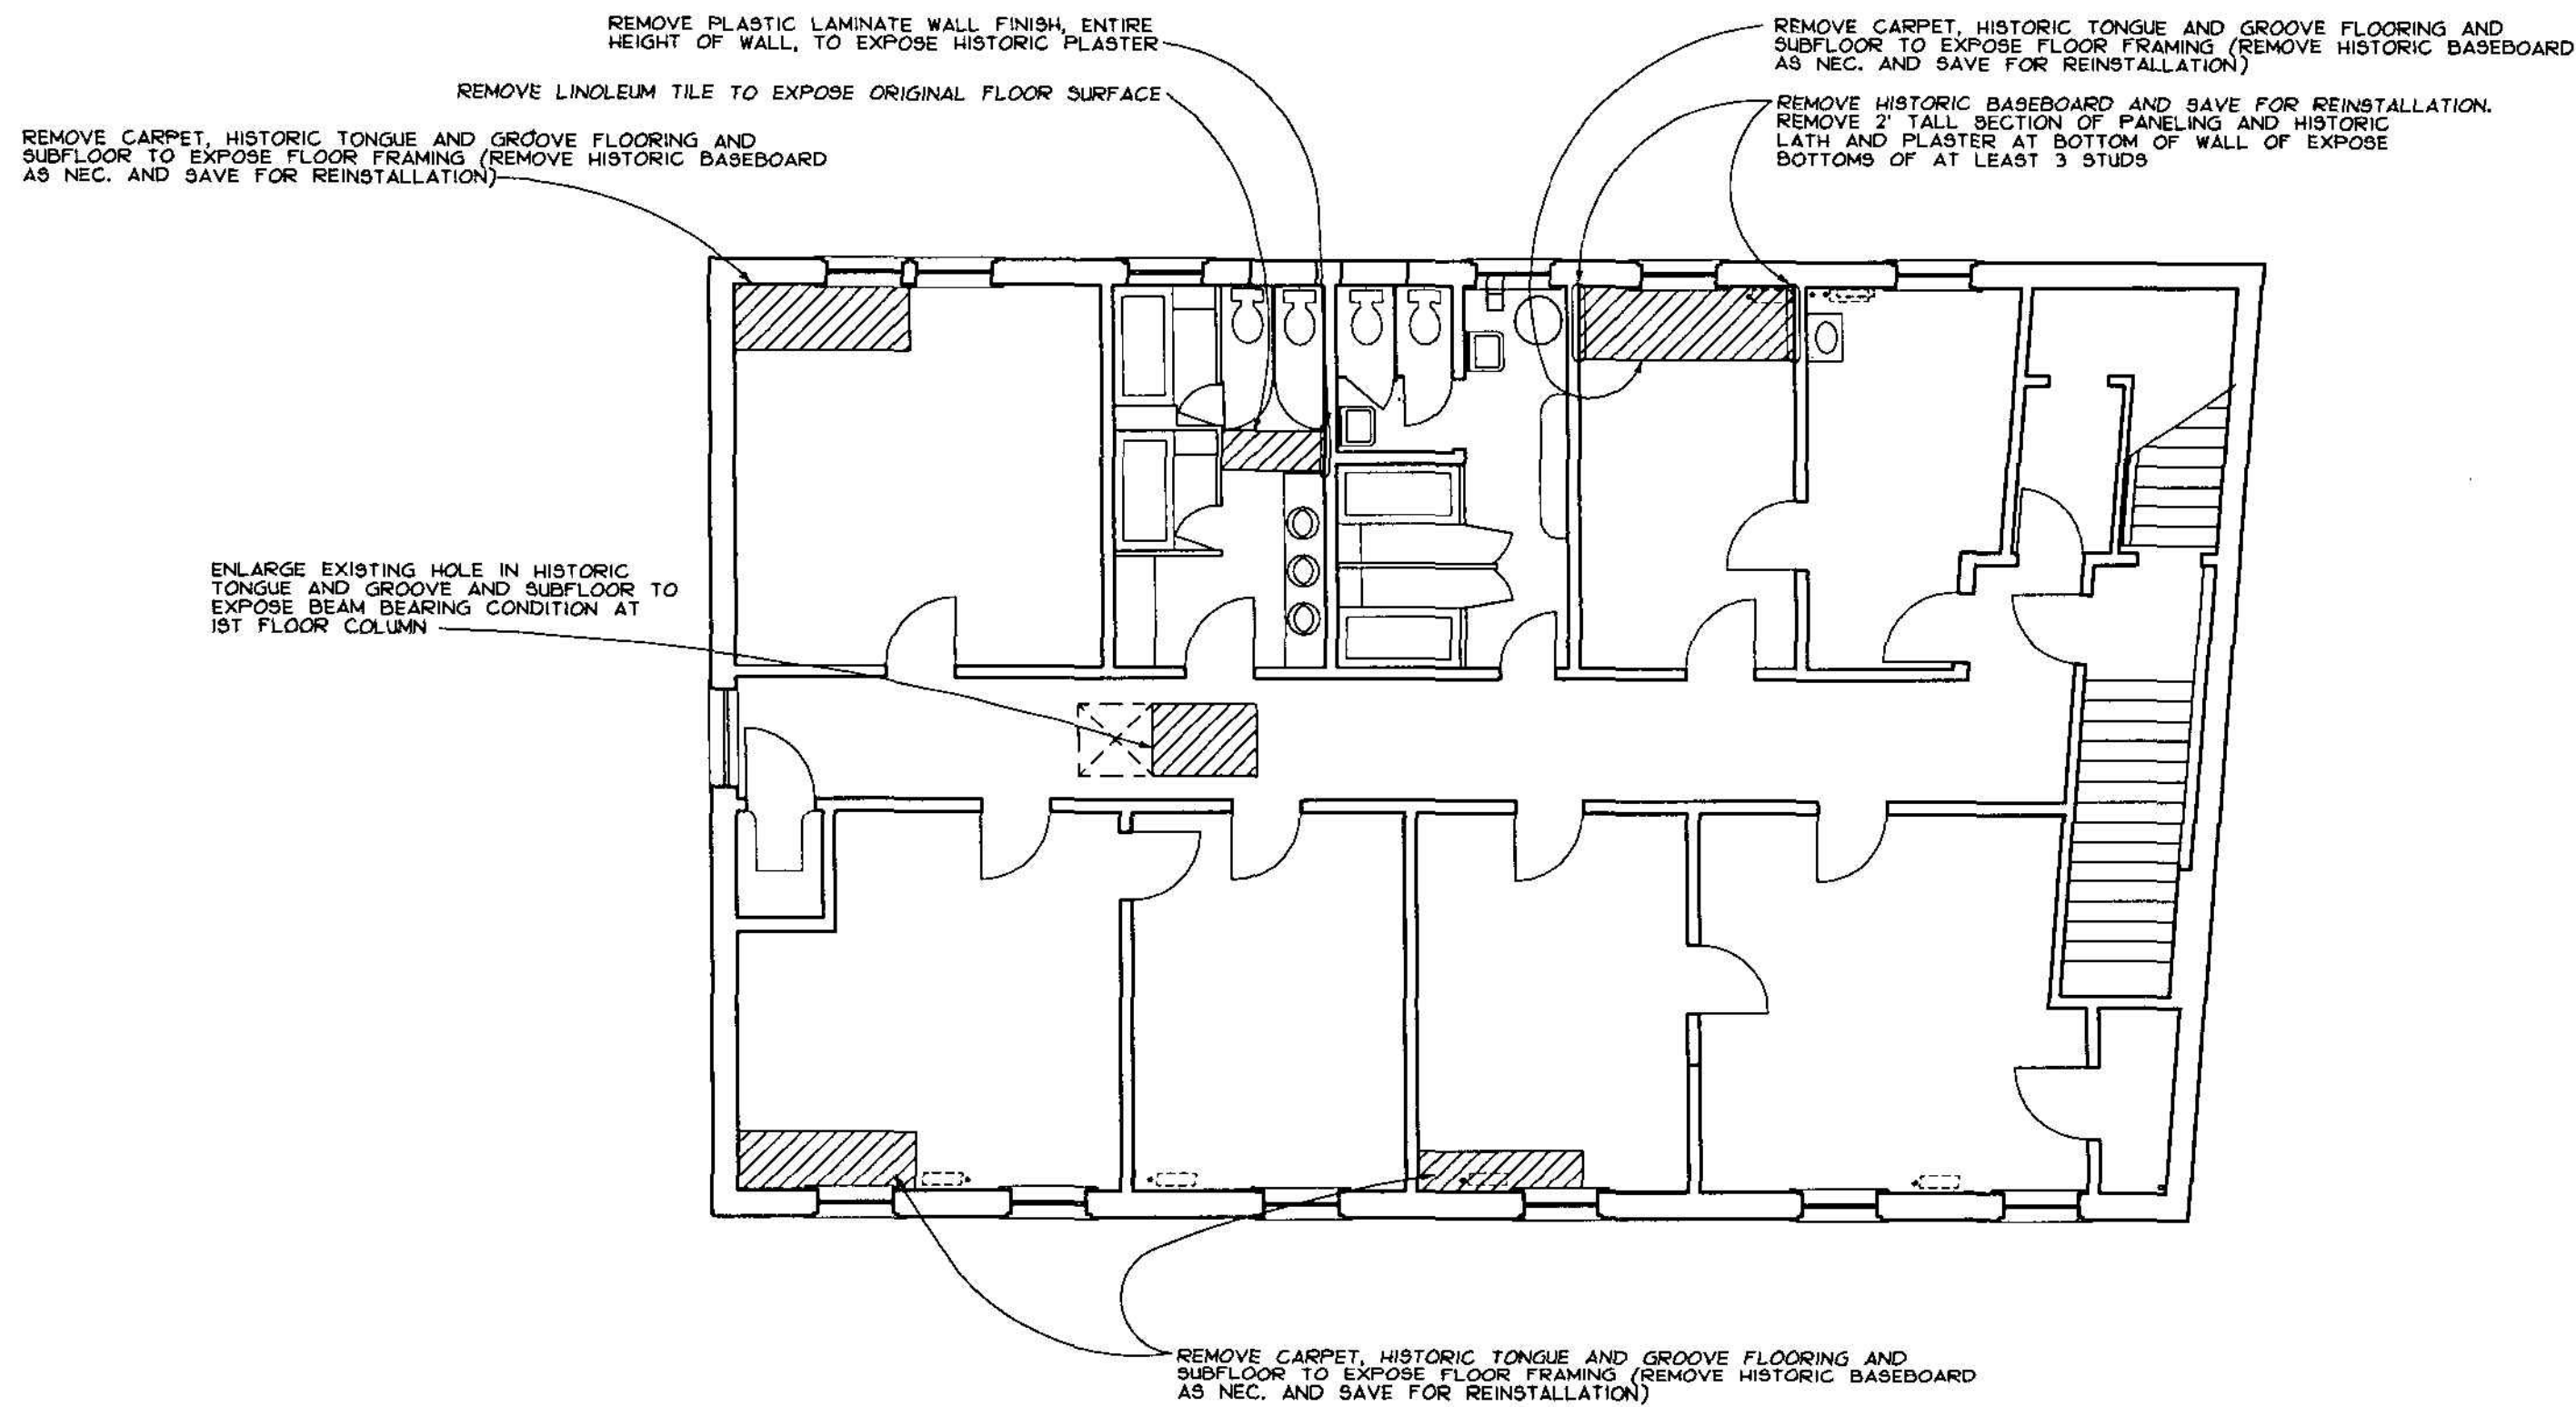 REMOVE PLASTIC LAMINATE WALL FINISH, ENTIRE
HEIGHT OF WALL, TO EXPOSE HISTORIC PLASTER
REMOVE LINOLEUM TILE TO EXPOSE ORIGINAL FLOOR SURFACE
REMOVE CARPET, HISTORIC TONGUE AND GROOVE FLOORING AND
SUBFLOOR TO EXPOSE FLOOR FRAMING (REMOVE HISTORIC BASEBOARD
AS NEC. AND SAVE FOR REINSTALLATION)
REMOVE CARPET, HISTORIC TONGUE AND GROOVE FLOORING AND
SUBFLOOR TO EXPOSE FLOOR FRAMING (REMOVE HISTORIC BASEBOARD
AS NEC. AND SAVE FOR REINSTALLATION)
REMOVE HISTORIC BASEBOARD AND SAVE FOR REINSTALLATION.
REMOVE 2' TALL SECTION OF PANELING AND HISTORIC
LATH AND PLASTER AT BOTTOM OF WALL OF EXPOSE
BOTTOMS OF AT LEAST 3 STUDS
ENLARGE EXISTING HOLE IN HISTORIC
TONGUE AND GROOVE AND SUBFLOOR TO
EXPOSE BEAM BEARING CONDITION AT
1ST FLOOR COLUMN
REMOVE CARPET, HISTORIC TONGUE AND GROOVE FLOORING AND
SUBFLOOR TO EXPOSE FLOOR FRAMING (REMOVE HISTORIC BASEBOARD
AS NEC. AND SAVE FOR REINSTALLATION)